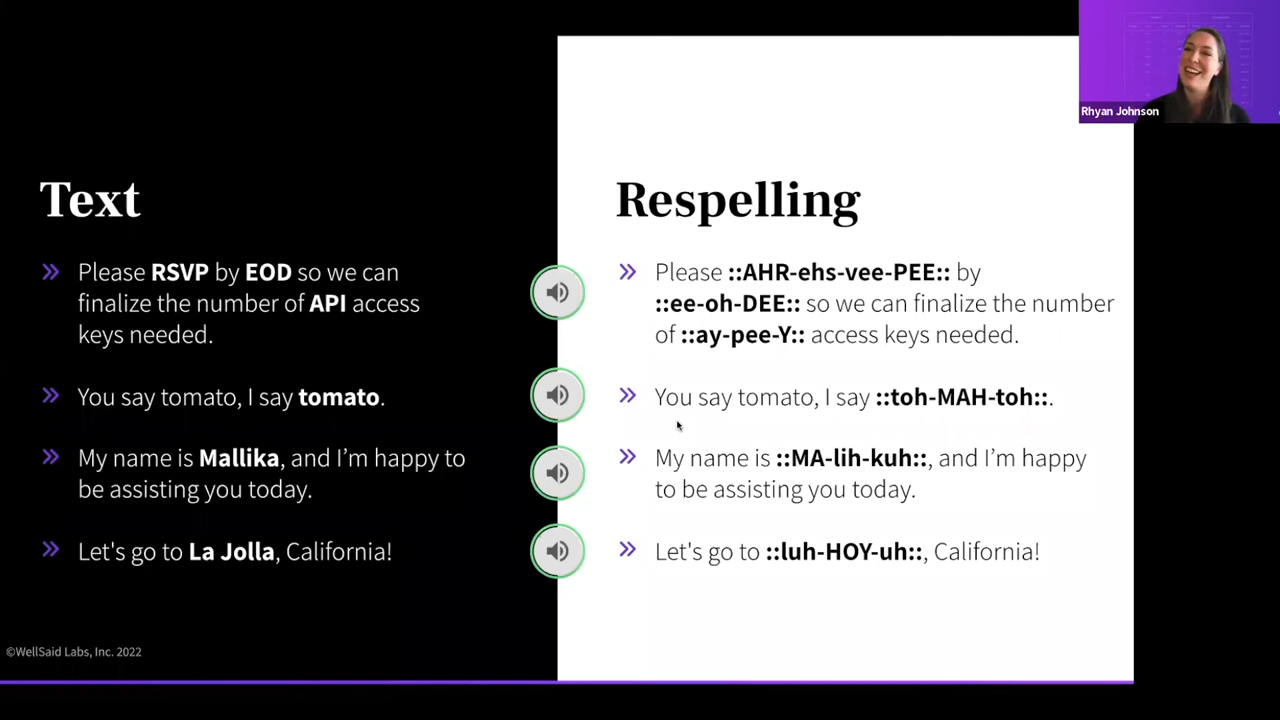 Rhyan Johnson
Text
Please RSVP by EOD so we can
finalize the number of API access
keys needed.
You say tomato, I say tomato.
My name is Mallika, and I’m happy to
be assisting you today.
Let's go to La Jolla, California!
Respelling
Please ::AHR-ehs-vee-PEE:: by
::ee-oh-DEE:: so we can finalize the number
of ::ay-pee-Y:: access keys needed.
You say tomato, I say ::toh-MAH-toh::.
My name is ::MA-lih-kuh::, and I’m happy
to be assisting you today.
Let's go to ::luh-HOY-uh::, California!
©WellSaid Labs, Inc. 2022